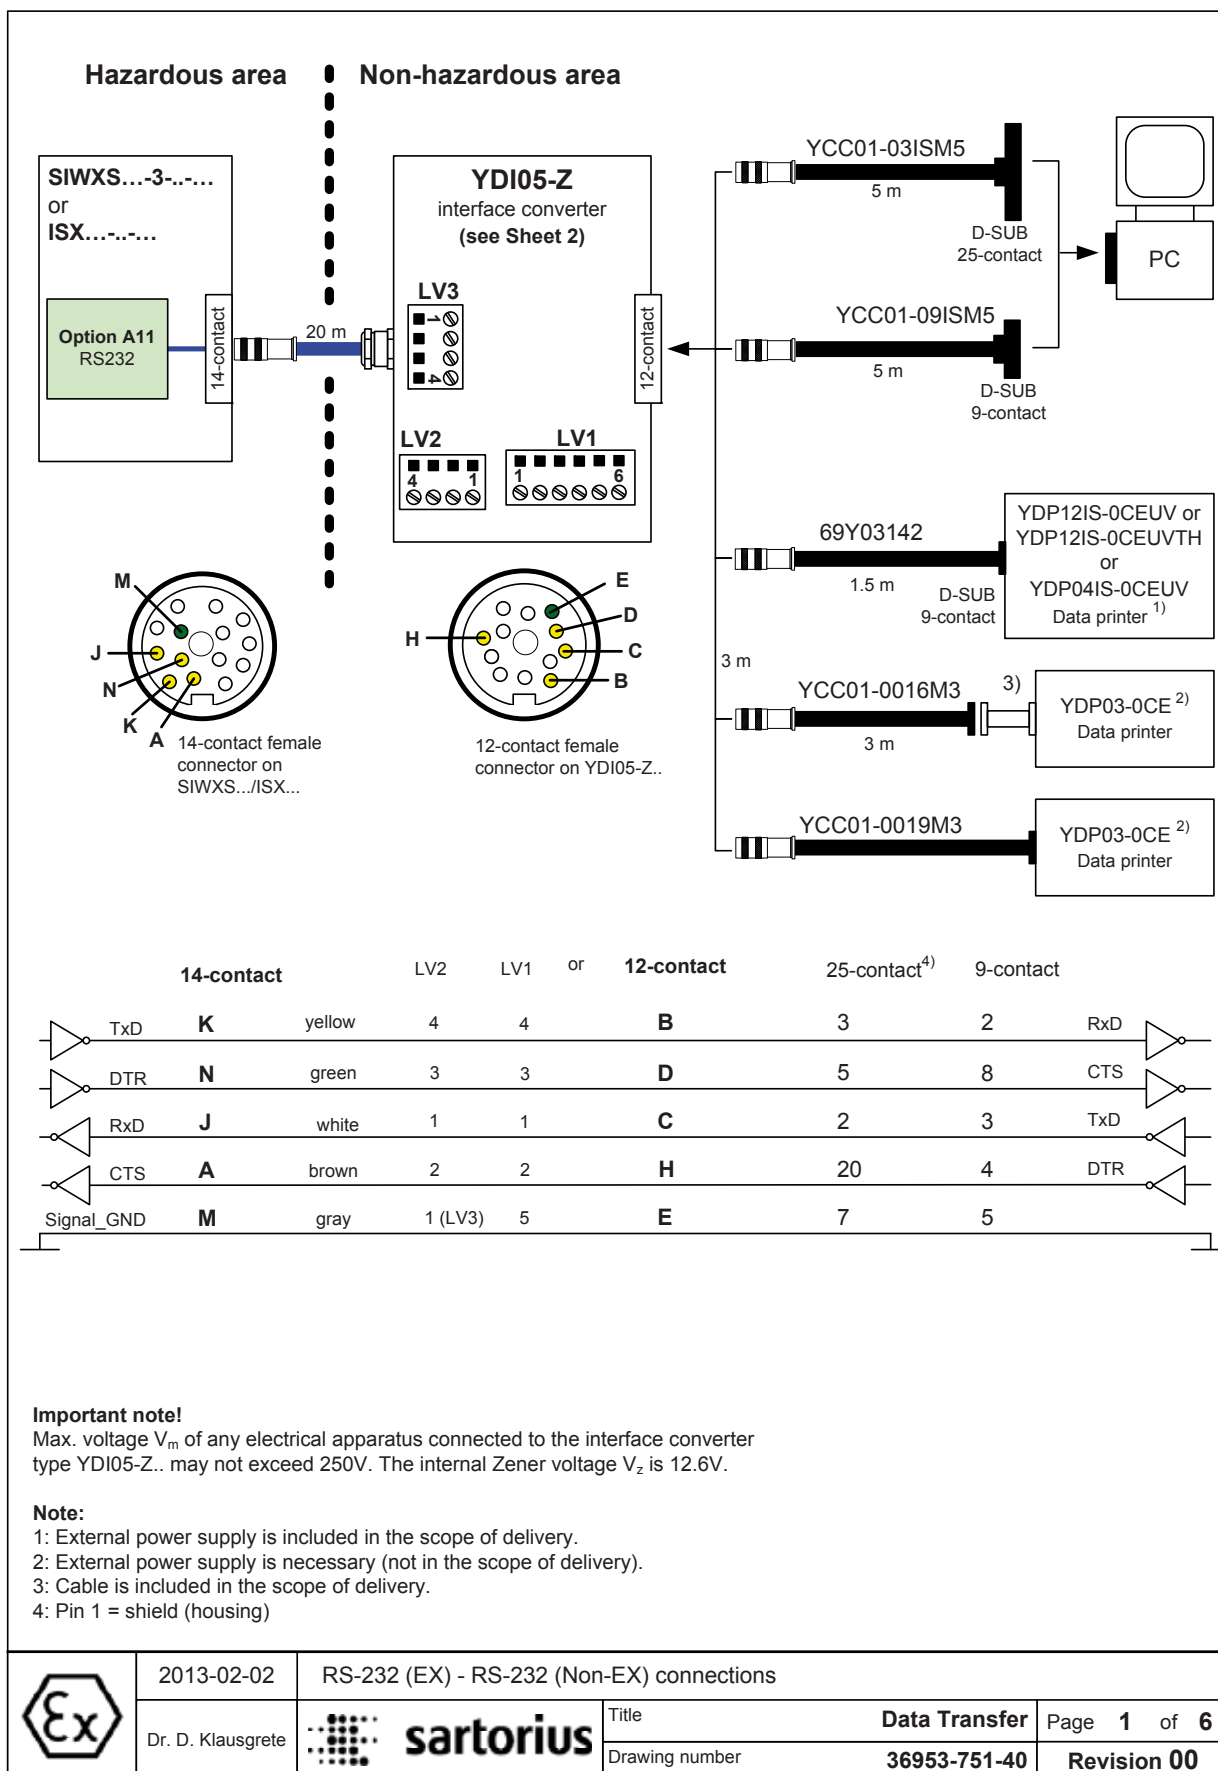 Hazardous area
Non-hazardous area
SIWXS...-3-..-...
or
ISX...-..-...
Option A11
RS232
14-contact
20 m
YDI05-Z
interface converter
(see Sheet 2)
LV3
1
4
LV2
4 1
LV1
1 6
12-contact
YCC01-03ISM5
5 m
D-SUB
25-contact
PC
YCC01-09ISM5
5 m
D-SUB
9-contact
69Y03142
1.5 m
D-SUB
9-contact
YDP12IS-0CEUV or
YDP12IS-0CEUVTH
or
YDP04IS-0CEUV
Data printer 1)
3 m
YCC01-0016M3
3 m
3)
YDP03-0CE 2)
Data printer
YCC01-0019M3
YDP03-0CE 2)
Data printer
M
J
N
K
A
14-contact female
connector on
SIWXS.../ISX...
H
E
D
C
B
12-contact female
connector on YDI05-Z..
14-contact LV2 LV1 or 12-contact 25-contact4) 9-contact
TxD K yellow 4 4 B 3 2 RxD
DTR N green 3 3 D 5 8 CTS
RxD J white 1 1 C 2 3 TxD
CTS A brown 2 2 H 20 4 DTR
Signal_GND M gray 1 (LV3) 5 E 7 5
Important note!
Max. voltage Vm of any electrical apparatus connected to the interface converter
type YDI05-Z.. may not exceed 250V. The internal Zener voltage Vz is 12.6V.
Note:
1: External power supply is included in the scope of delivery.
2: External power supply is necessary (not in the scope of delivery).
3: Cable is included in the scope of delivery.
4: Pin 1 = shield (housing)
Ex
2013-02-02
RS-232 (EX) - RS-232 (Non-EX) connections
Dr. D. Klausgrete
sartorius
Title Data Transfer
Page 1 of 6
Drawing number 36953-751-40
Revision 00